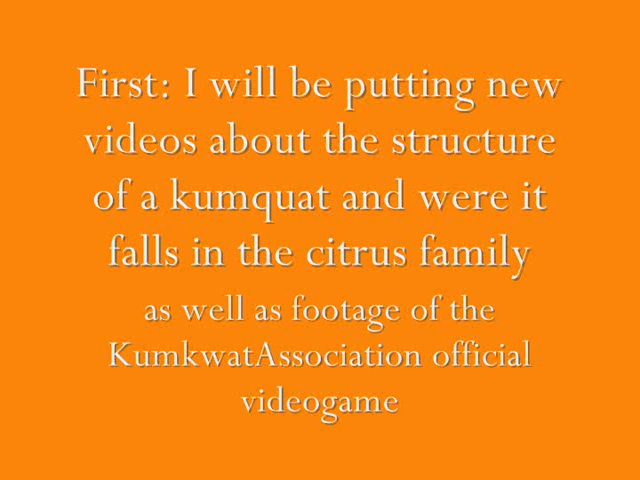 First: I will be putting new
videos about the structure
of a kumquat and were it
falls in the citrus family
as well as footage of the
KumkwatAssociation official
videogame